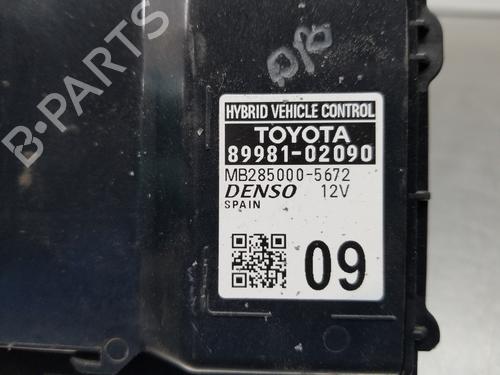 B-PARTS
HYBRID VEHICLE CONTROL
TOYOTA
89981-02090
MB285000-5672
DENSO 12V
SPAIN
09